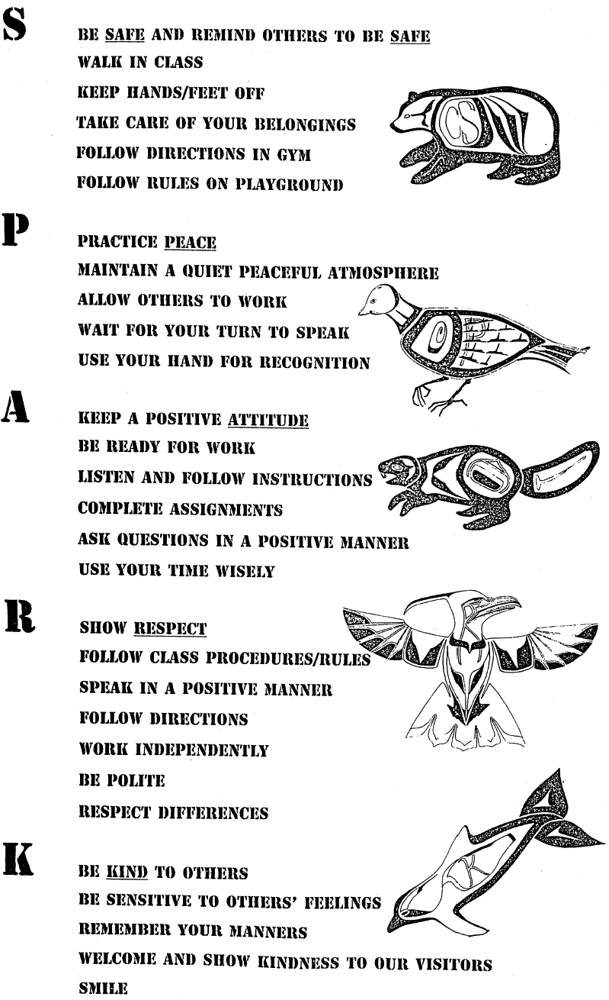 S
BE SAFE AND REMIND OTHERS TO BE SAFE
WALK IN CLASS
KEEP HANDS/FEET OFF
TAKE CARE OF YOUR BELONGINGS
FOLLOW DIRECTIONS IN GYM
FOLLOW RULES ON PLAYGROUND
CS
P
PRACTICE PEACE
MAINTAIN A QUIET PEACEFUL ATMOSPHERE
ALLOW OTHERS TO WORK
WAIT FOR YOUR TURN TO SPEAK
USE YOUR HAND FOR RECOGNITION
A
KEEP A POSITIVE ATTITUDE
BE READY FOR WORK
LISTEN AND FOLLOW INSTRUCTIONS
COMPLETE ASSIGNMENTS
ASK QUESTIONS IN A POSITIVE MANNER
USE YOUR TIME WISELY
R
SHOW RESPECT
FOLLOW CLASS PROCEDURES/RULES
SPEAK IN A POSITIVE MANNER
FOLLOW DIRECTIONS
WORK INDEPENDENTLY
BE POLITE
RESPECT DIFFERENCES
K
BE KIND TO OTHERS
BE SENSITIVE TO OTHERS' FEELINGS
REMEMBER YOUR MANNERS
WELCOME AND SHOW KINDNESS TO OUR VISITORS
SMILE